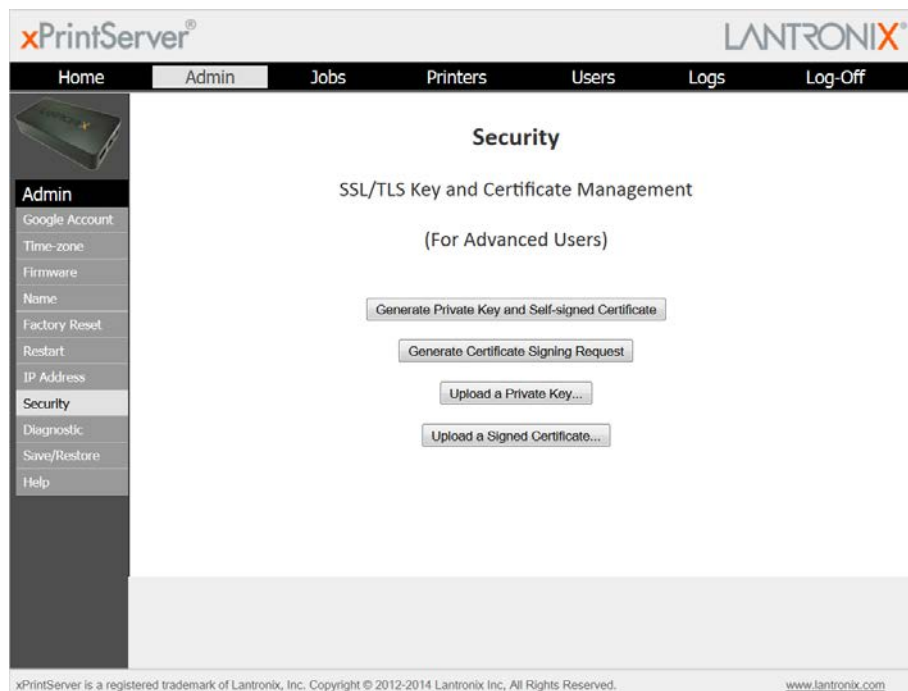 xPrintServer®
LANTRONIX®
Home Admin Jobs Printers Users Logs Log-Off
LANTRONIX
Admin
Google Account
Time-zone
Firmware
Name
Factory Reset
Restart
IP Address
Security
Diagnostic
Save/Restore
Help
Security
SSL/TLS Key and Certificate Management
(For Advanced Users)
Generate Private Key and Self-signed Certificate
Generate Certificate Signing Request
Upload a Private Key...
Upload a Signed Certificate...
xPrintServer is a registered trademark of Lantronix, Inc. Copyright © 2012-2014 Lantronix Inc, All Rights Reserved.
www.lantronix.com